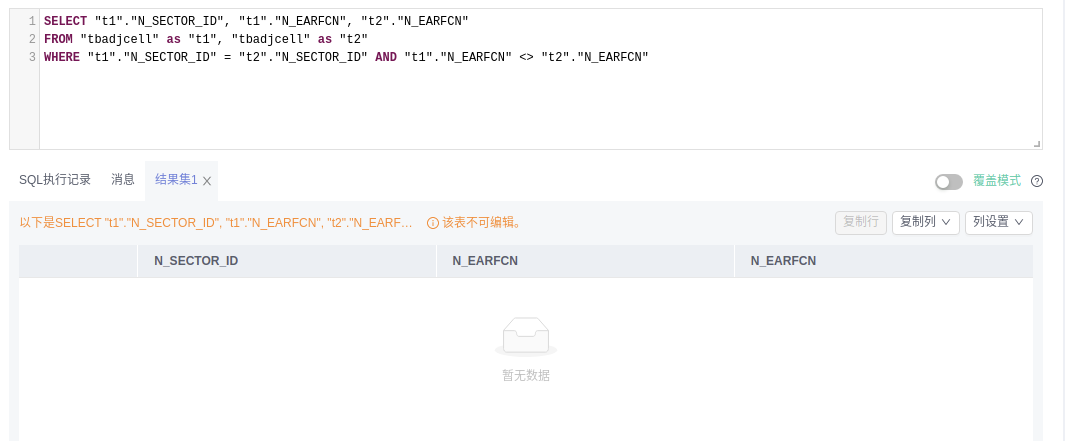 1 SELECT "t1"."N_SECTOR_ID", "t1"."N_EARFCN", "t2"."N_EARFCN"
2 FROM "tbadjcell" as "t1", "tbadjcell" as "t2"
3 WHERE "t1"."N_SECTOR_ID" = "t2"."N_SECTOR_ID" AND "t1"."N_EARFCN" <> "t2"."N_EARFCN"
SQL执行记录 消息 结果集1 覆盖模式
以下是SELECT "t1"."N_SECTOR_ID", "t1"."N_EARFCN", "t2"."N_EARF… 该表不可编辑。 复制行 复制列 列设置
N_SECTOR_ID N_EARFCN N_EARFCN
暂无数据